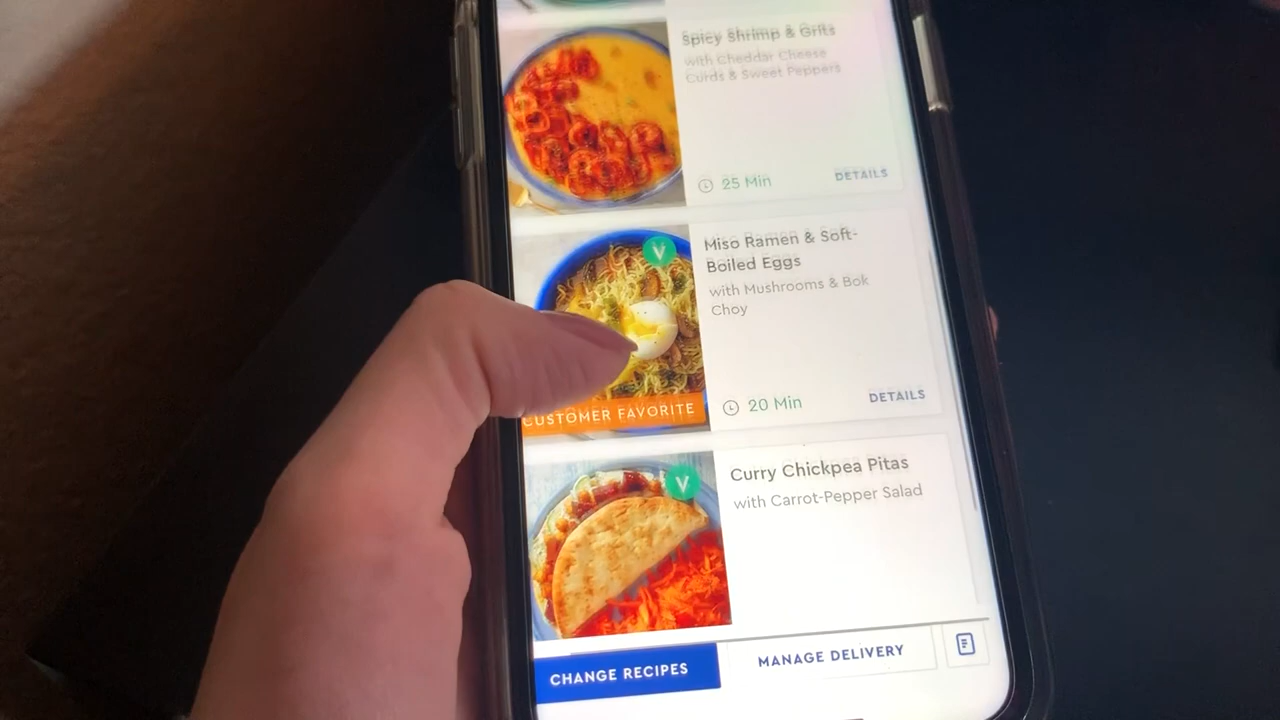 Spicy Shrimp & Grits
with Cheddar Cheese
Curds & Sweet Peppers
25 Min
DETAILS
V
Miso Ramen & Soft-
Boiled Eggs
with Mushrooms & Bok
Choy
CUSTOMER FAVORITE
20 Min
DETAILS
V
Curry Chickpea Pitas
with Carrot-Pepper Salad
CHANGE RECIPES
MANAGE DELIVERY